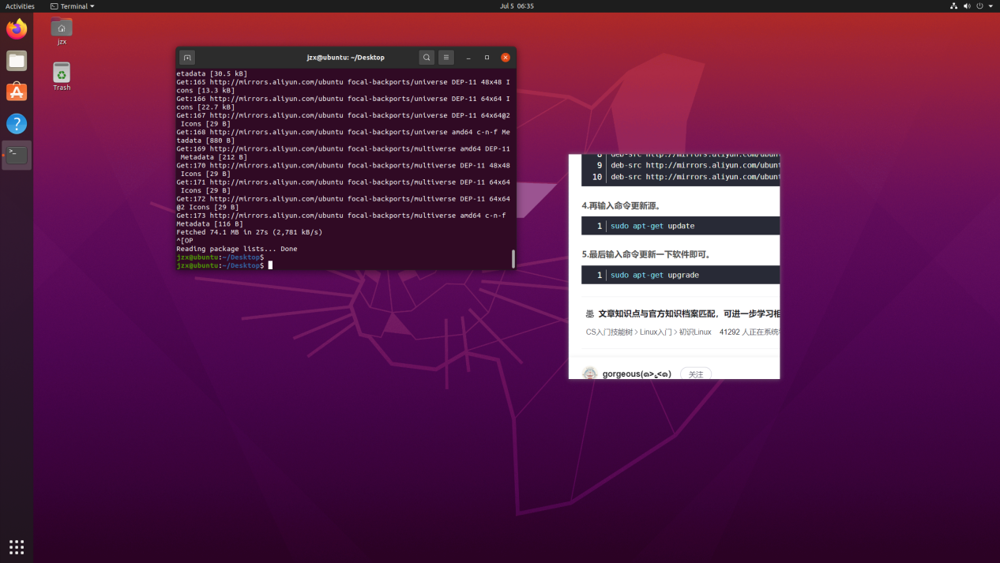 Activities
Terminal
Jul 5 06:35
jzx
Trash
jzx@ubuntu: ~/Desktop
etadata [30.5 kB]
Get:165 http://mirrors.aliyun.com/ubuntu focal-backports/universe DEP-11 48x48 I
cons [13.3 kB]
Get:166 http://mirrors.aliyun.com/ubuntu focal-backports/universe DEP-11 64x64 I
cons [22.7 kB]
Get:167 http://mirrors.aliyun.com/ubuntu focal-backports/universe DEP-11 64x64@2
Icons [29 B]
Get:168 http://mirrors.aliyun.com/ubuntu focal-backports/universe amd64 c-n-f Me
tadata [880 B]
Get:169 http://mirrors.aliyun.com/ubuntu focal-backports/multiverse amd64 DEP-11
Metadata [212 B]
Get:170 http://mirrors.aliyun.com/ubuntu focal-backports/multiverse DEP-11 48x48
Icons [29 B]
Get:171 http://mirrors.aliyun.com/ubuntu focal-backports/multiverse DEP-11 64x64
Icons [29 B]
Get:172 http://mirrors.aliyun.com/ubuntu focal-backports/multiverse DEP-11 64x64
@2 Icons [29 B]
Get:173 http://mirrors.aliyun.com/ubuntu focal-backports/multiverse amd64 c-n-f
Metadata [116 B]
Fetched 74.1 MB in 27s (2,781 kB/s)
^[OP
Reading package lists... Done
jzx@ubuntu:~/Desktop$
jzx@ubuntu:~/Desktop$
8 deb-src http://mirrors.aliyun.com/ubunt
9 deb-src http://mirrors.aliyun.com/ubunt
10 deb-src http://mirrors.aliyun.com/ubunt
4.再输入命令更新源。
1 sudo apt-get update
5.最后输入命令更新一下软件即可。
1 sudo apt-get upgrade
文章知识点与官方知识档案匹配，可进一步学习相
CS入门技能树 > Linux入门 > 初识Linux 41292 人正在系统
gorgeous(๑>؂<๑） 关注